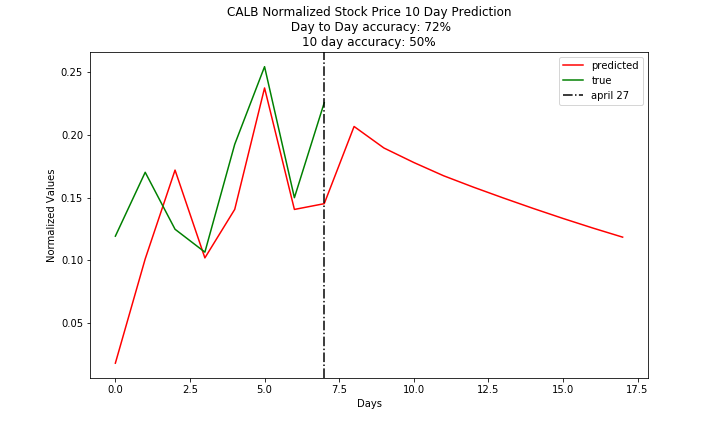 CALB Normalized Stock Price 10 Day Prediction
Day to Day accuracy: 72%
10 day accuracy: 50%
predicted
true
april 27
0.25
0.20
0.15
0.10
0.05
Normalized Values
0.0
2.5
5.0
7.5
10.0
12.5
15.0
17.5
Days